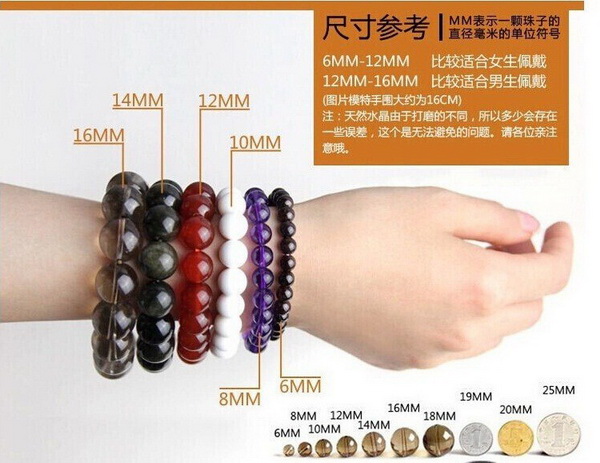 尺寸参考
MM表示一颗珠子的
直径毫米的单位符号
6MM-12MM 比较适合女生佩戴
12MM-16MM 比较适合男生佩戴
(图片模特手围大约为16CM)
注：天然水晶由于打磨的不同，所以多少会存在
一些误差，这个是无法避免的问题。请各位亲注
意哦。
16MM
14MM
12MM
10MM
8MM
6MM
6MM
8MM
10MM
12MM
14MM
16MM
18MM
19MM
20MM
25MM
1
1